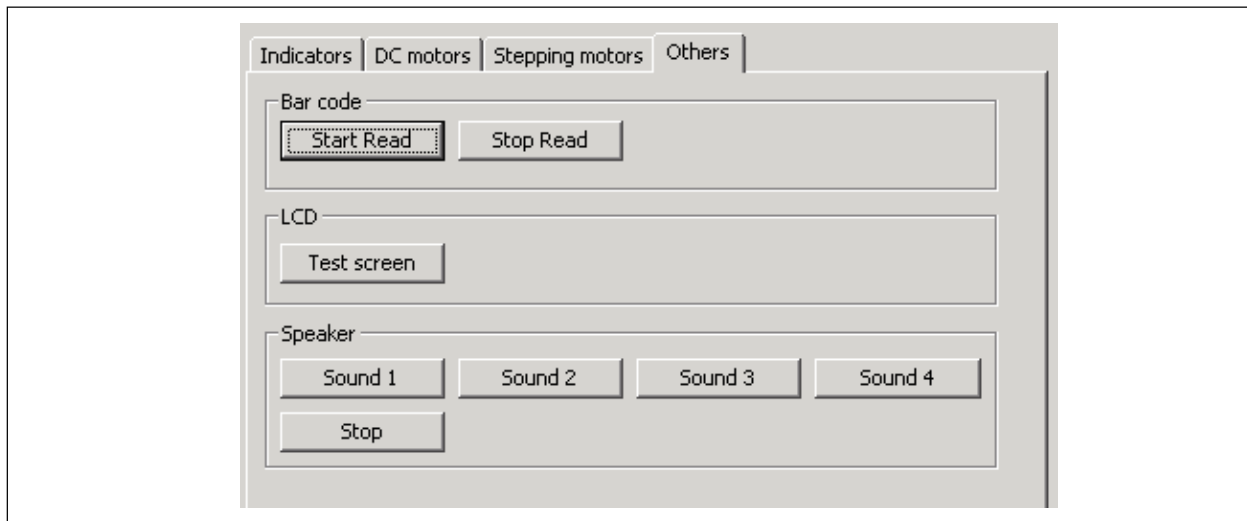 Indicators DC motors Stepping motors Others
Bar code
Start Read Stop Read
LCD
Test screen
Speaker
Sound 1 Sound 2 Sound 3 Sound 4
Stop